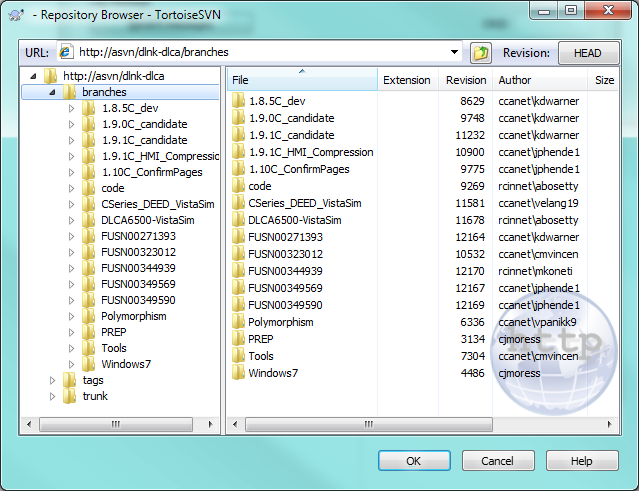 - Repository Browser - TortoiseSVN
URL: http://asvn/dlnk-dlca/branches Revision: HEAD
http://asvn/dlnk-dlca
branches
1.8.5C_dev
1.9.0C_candidate
1.9.1C_candidate
1.9.1C_HMI_Compressio
1.10C_ConfirmPages
code
CSeries_DEED_VistaSim
DLCA6500-VistaSim
FUSN00271393
FUSN00323012
FUSN00344939
FUSN00349569
FUSN00349590
Polymorphism
PREP
Tools
Windows7
tags
trunk
File Extension Revision Author Size
1.8.5C_dev 8629 ccanet\kdwarner
1.9.0C_candidate 9748 ccanet\kdwarner
1.9.1C_candidate 11232 ccanet\kdwarner
1.9.1C_HMI_Compression 10900 ccanet\jphende1
1.10C_ConfirmPages 9775 ccanet\jphende1
code 9269 rcinnet\abosetty
CSeries_DEED_VistaSim 11581 ccanet\velang19
DLCA6500-VistaSim 11678 rcinnet\abosetty
FUSN00271393 12164 ccanet\kdwarner
FUSN00323012 10532 ccanet\cmvincen
FUSN00344939 12170 rcinnet\mkoneti
FUSN00349569 12167 ccanet\jphende1
FUSN00349590 12169 ccanet\jphende1
Polymorphism 6336 ccanet\vpanikk9
PREP 3134 cjmoress
Tools 7304 ccanet\cmvincen
Windows7 4486 cjmoress
http
OK Cancel Help